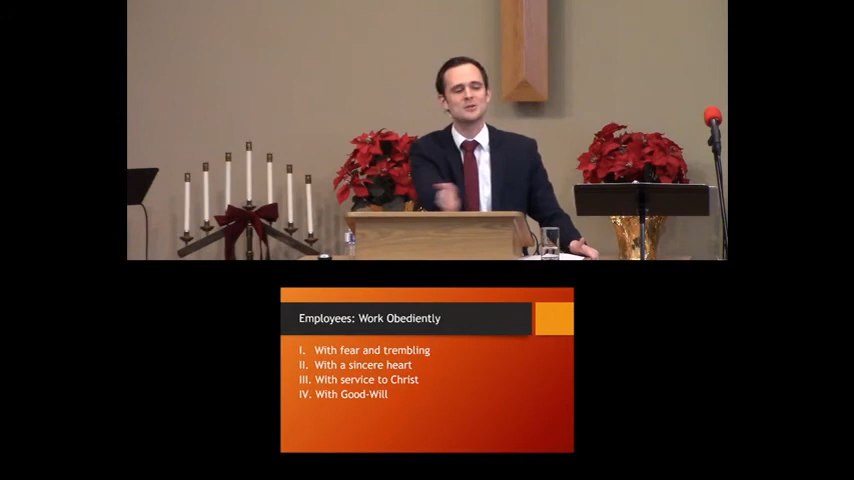 Employees: Work Obediently
I. With fear and trembling
II. With a sincere heart
III. With service to Christ
IV. With Good-Will